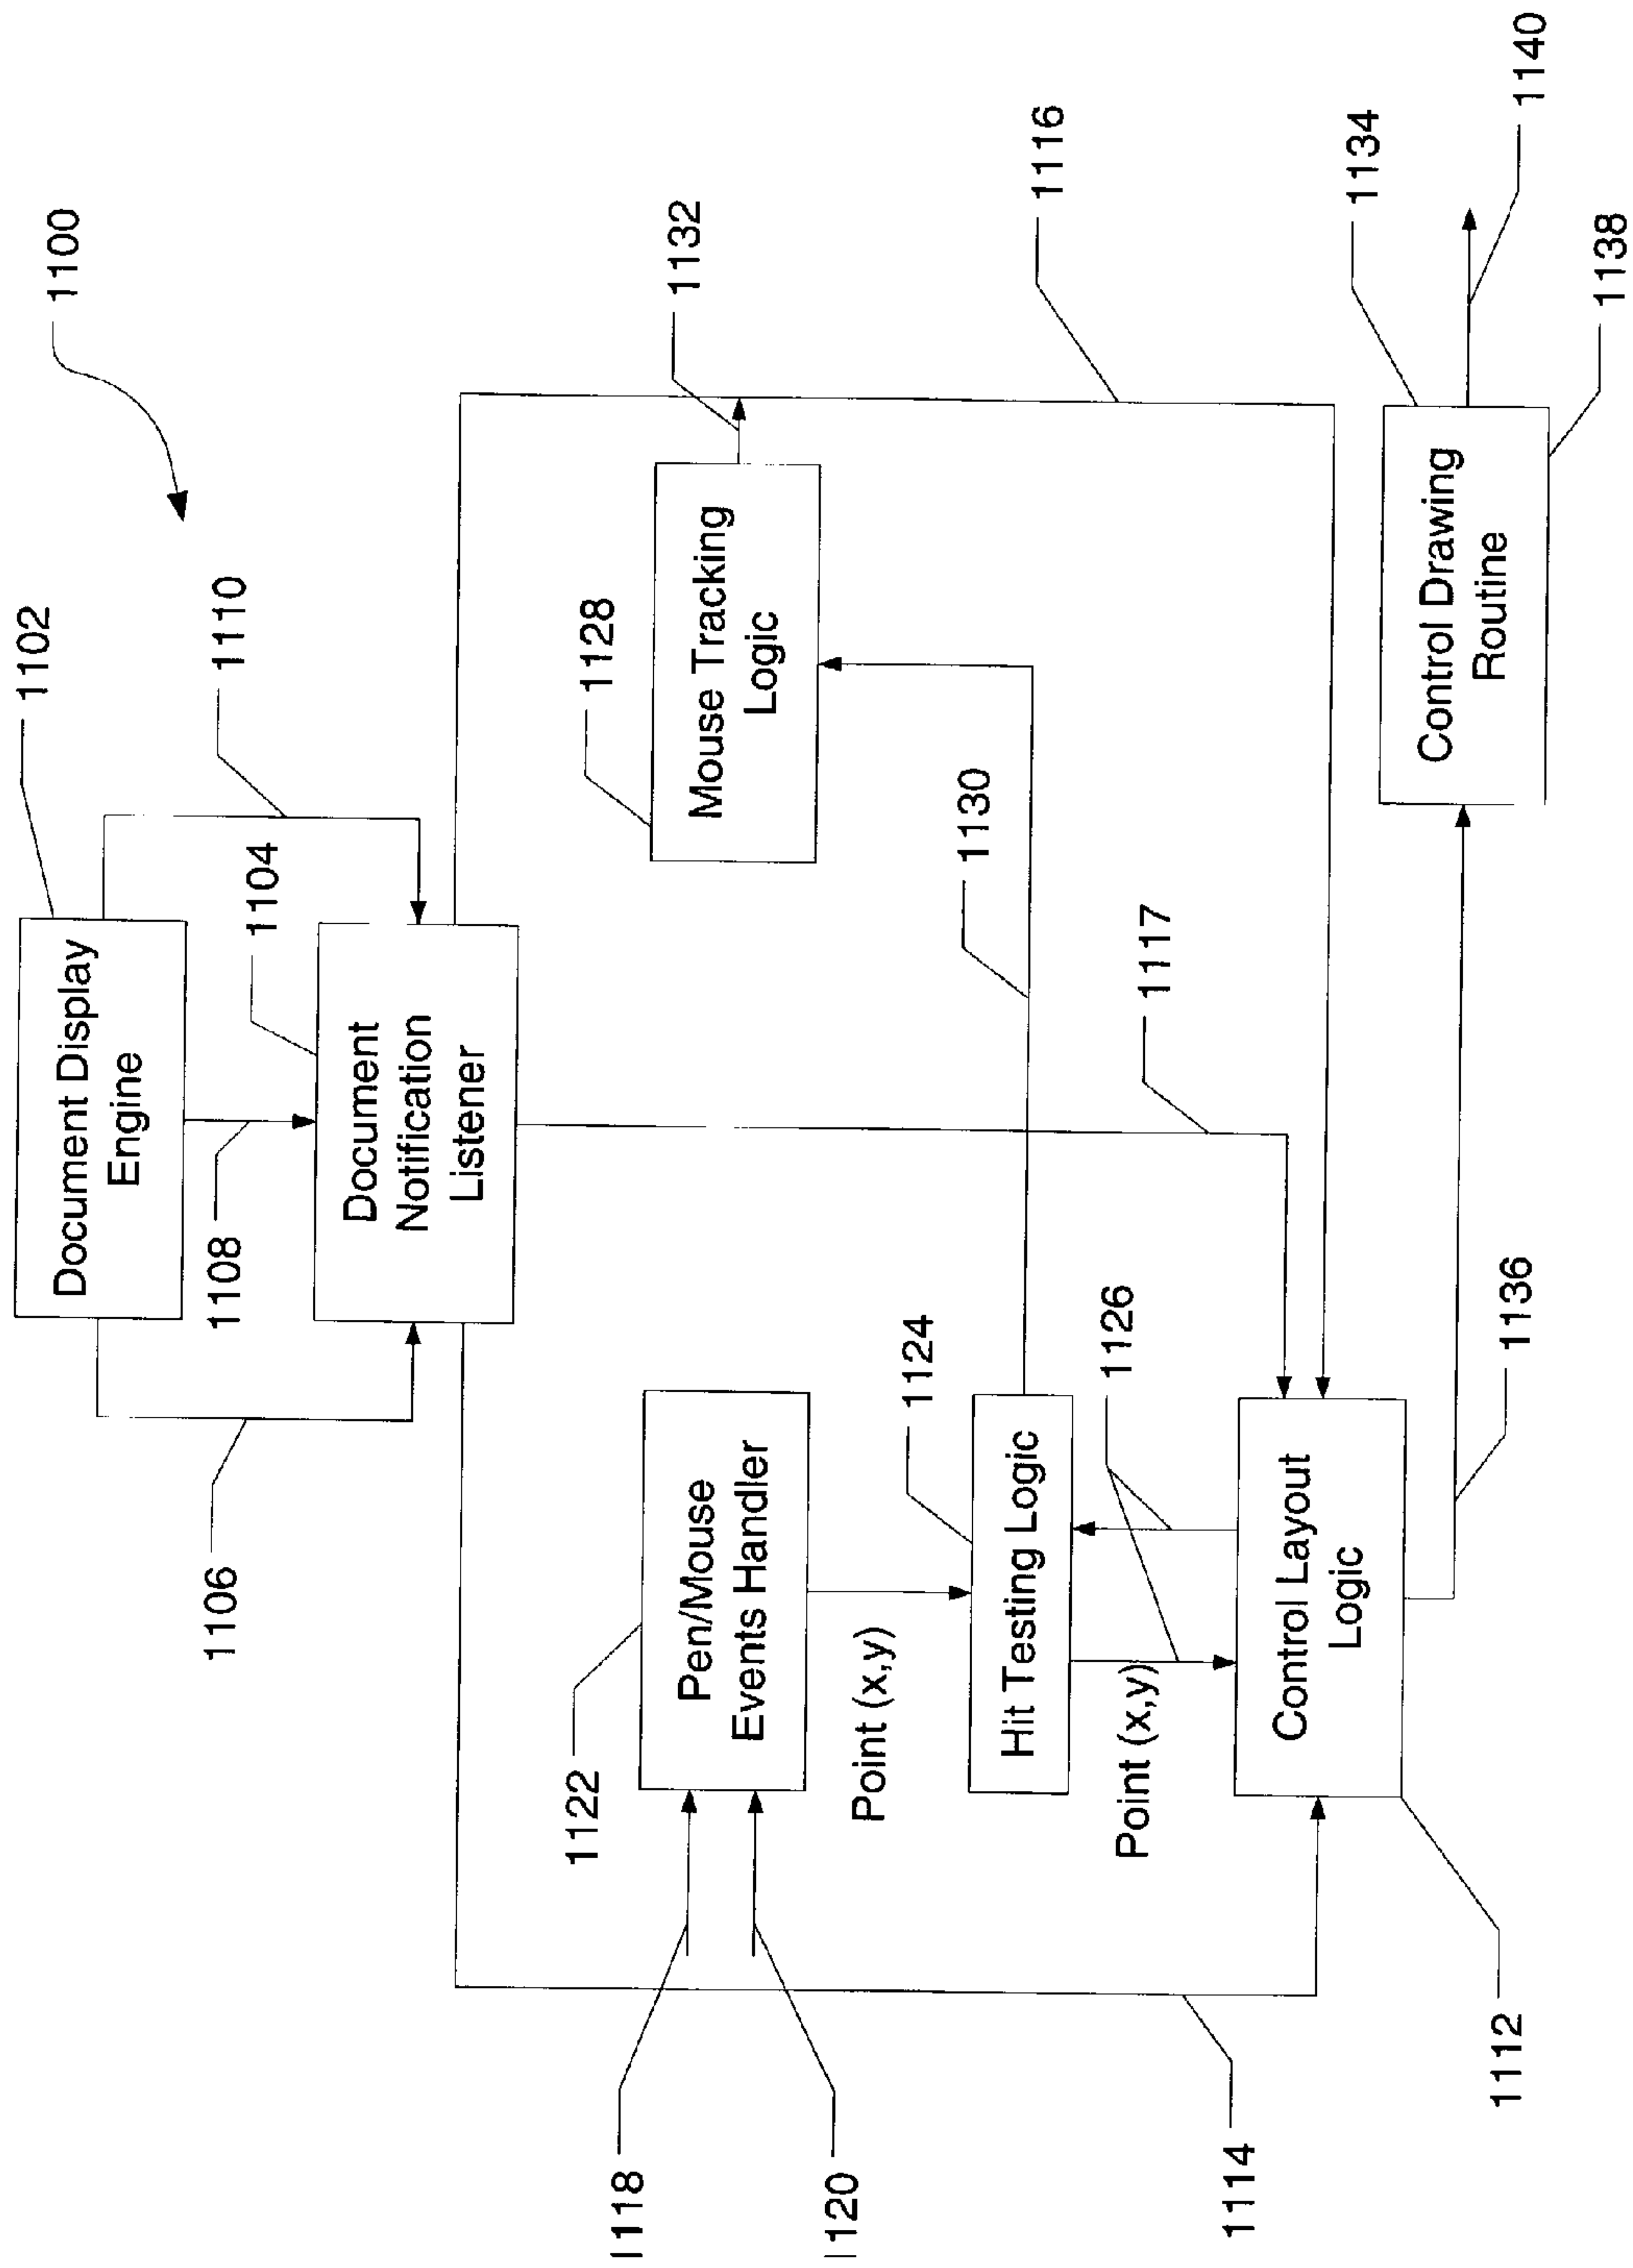 1102
1100
Document Display
Engine
1106
1108
1110
1104
Document
Notification
Listener
1122
1128
1118
1132
Pen/Mouse
Events Handler
Mouse Tracking
Logic
1120
Point (x,y)
1124
1130
Hit Testing Logic
1116
1126
Point (x,y)
1117
1114
Control Layout
Logic
1134
Control Drawing
Routine
1112
1136
1140
1138